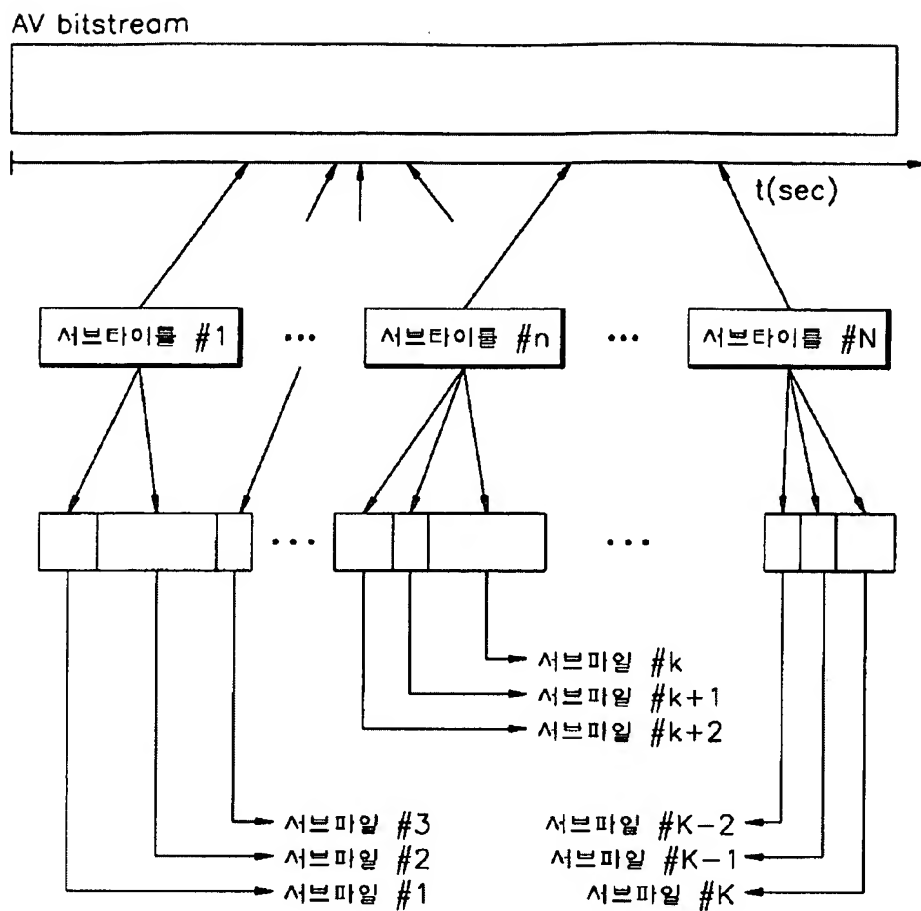 AV bitstream
t(sec)
서브타이틀 #1 ... 서브타이틀 #n ... 서브타이틀 #N
... ...
서브파일 #k
서브파일 #k+1
서브파일 #k+2
서브파일 #3 서브파일 #K-2
서브파일 #2 서브파일 #K-1
서브파일 #1 서브파일 #K